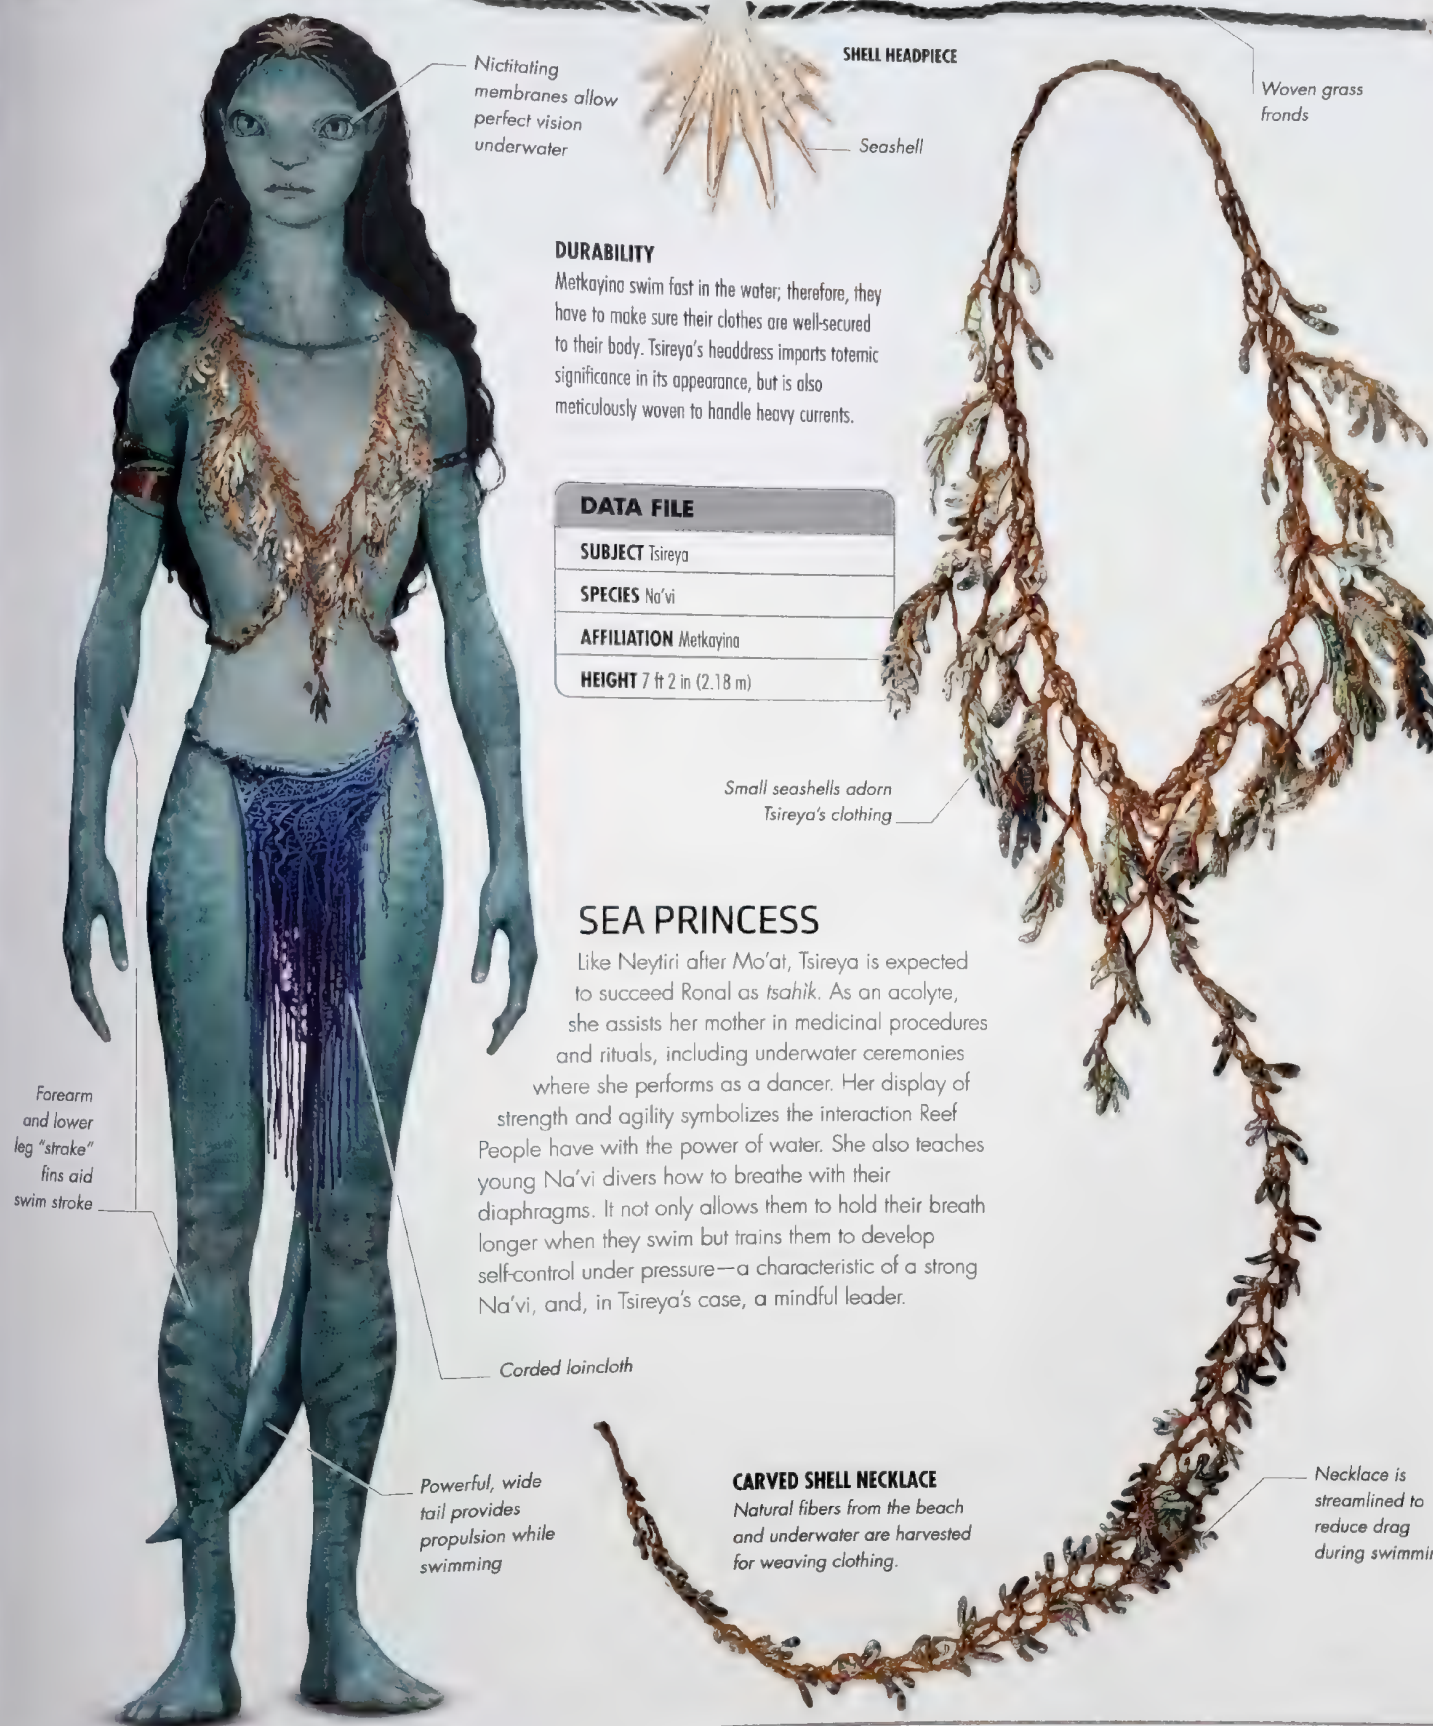 SHELL HEADPIECE
Nictitating
membranes allow
perfect vision
underwater
Seashell
Woven grass
fronds
DURABILITY
Metkayina swim fast in the water; therefore, they
have to make sure their clothes are well-secured
to their body. Tsireya's headdress imparts totemic
significance in its appearance, but is also
meticulously woven to handle heavy currents.
DATA FILE
SUBJECT Tsireya
SPECIES Na'vi
AFFILIATION Metkayina
HEIGHT 7 ft 2 in (2.18 m)
Small seashells adorn
Tsireya's clothing
SEA PRINCESS
Like Neytiri after Mo'at, Tsireya is expected
to succeed Ronal as tsahik. As an acolyte,
she assists her mother in medicinal procedures
and rituals, including underwater ceremonies
where she performs as a dancer. Her display of
strength and agility symbolizes the interaction Reef
People have with the power of water. She also teaches
young Na'vi divers how to breathe with their
diaphragms. It not only allows them to hold their breath
longer when they swim but trains them to develop
self-control under pressure—a characteristic of a strong
Na'vi, and, in Tsireya's case, a mindful leader.
Forearm
and lower
leg "strake"
fins aid
swim stroke
Corded loincloth
Powerful, wide
tail provides
propulsion while
swimming
CARVED SHELL NECKLACE
Natural fibers from the beach
and underwater are harvested
for weaving clothing.
Necklace is
streamlined to
reduce drag
during